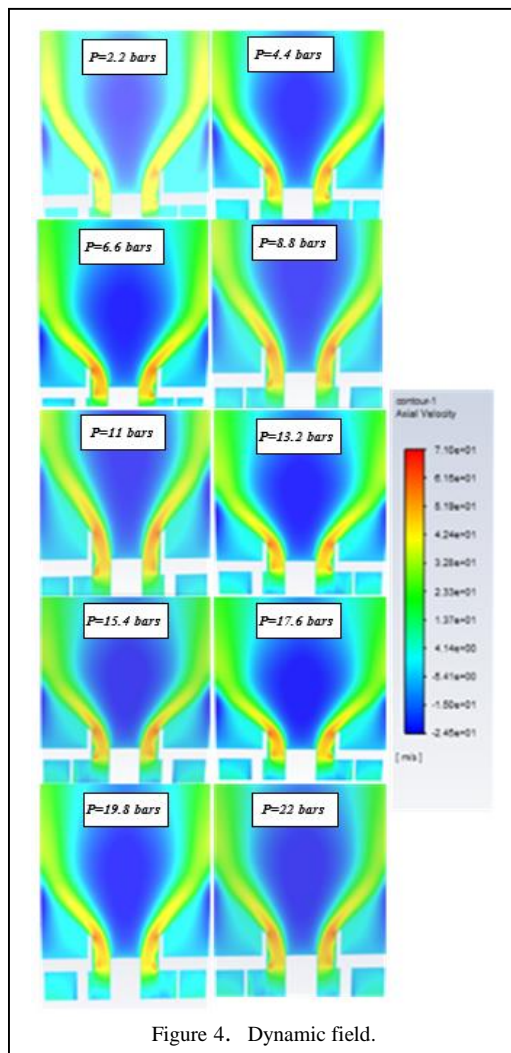 P=2.2 bars
P=4.4 bars
P=6.6 bars
P=8.8 bars
P=11 bars
P=13.2 bars
P=15.4 bars
P=17.6 bars
P=19.8 bars
P=22 bars
contour-1
Axial Velocity
7.10e+01
6.15e+01
5.19e+01
4.24e+01
3.28e+01
2.33e+01
1.37e+01
4.14e+00
-5.41e+00
-1.50e+01
-2.45e+01
[ m/s ]
Figure 4. Dynamic field.